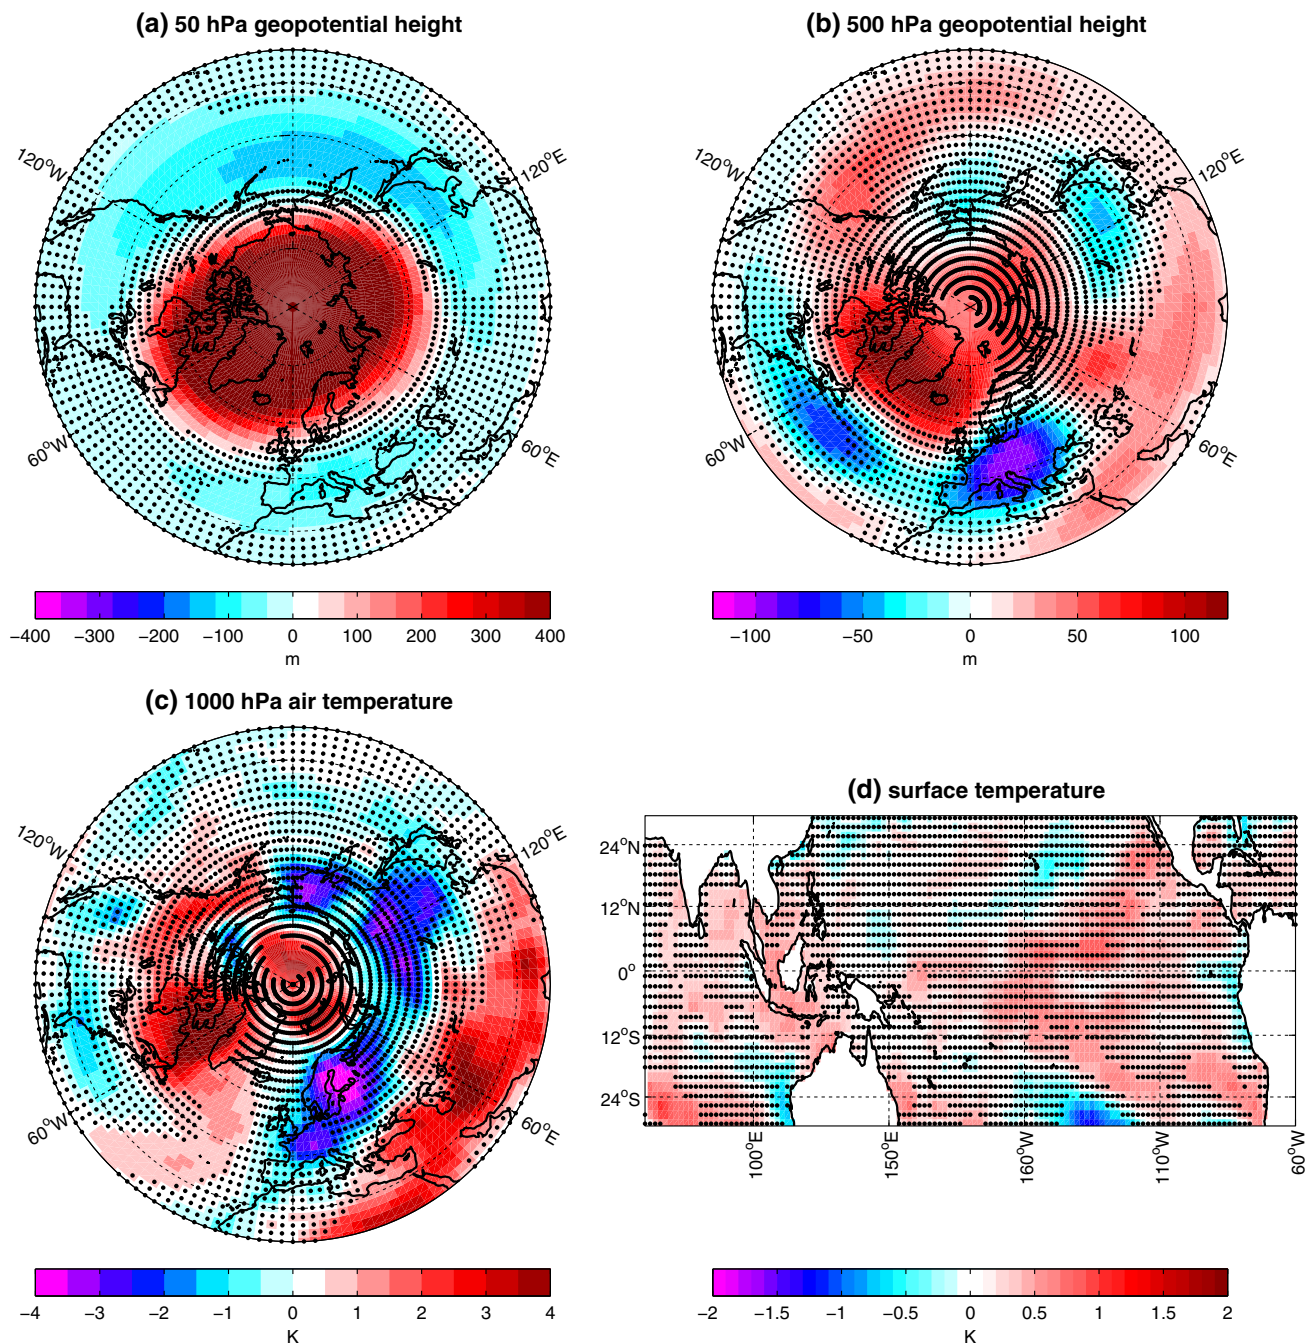 (a) 50 hPa geopotential height
(b) 500 hPa geopotential height
120°W
120°E
60°W
60°E
120°W
120°E
60°W
60°E
−400 −300 −200 −100 0 100 200 300 400
m
−100 −50 0 50 100
m
(c) 1000 hPa air temperature
120°W
120°E
60°W
60°E
(d) surface temperature
24°N
12°N
0°
12°S
24°S
100°E
150°E
160°W
110°W
60°W
−4 −3 −2 −1 0 1 2 3 4
K
−2 −1.5 −1 −0.5 0 0.5 1 1.5 2
K